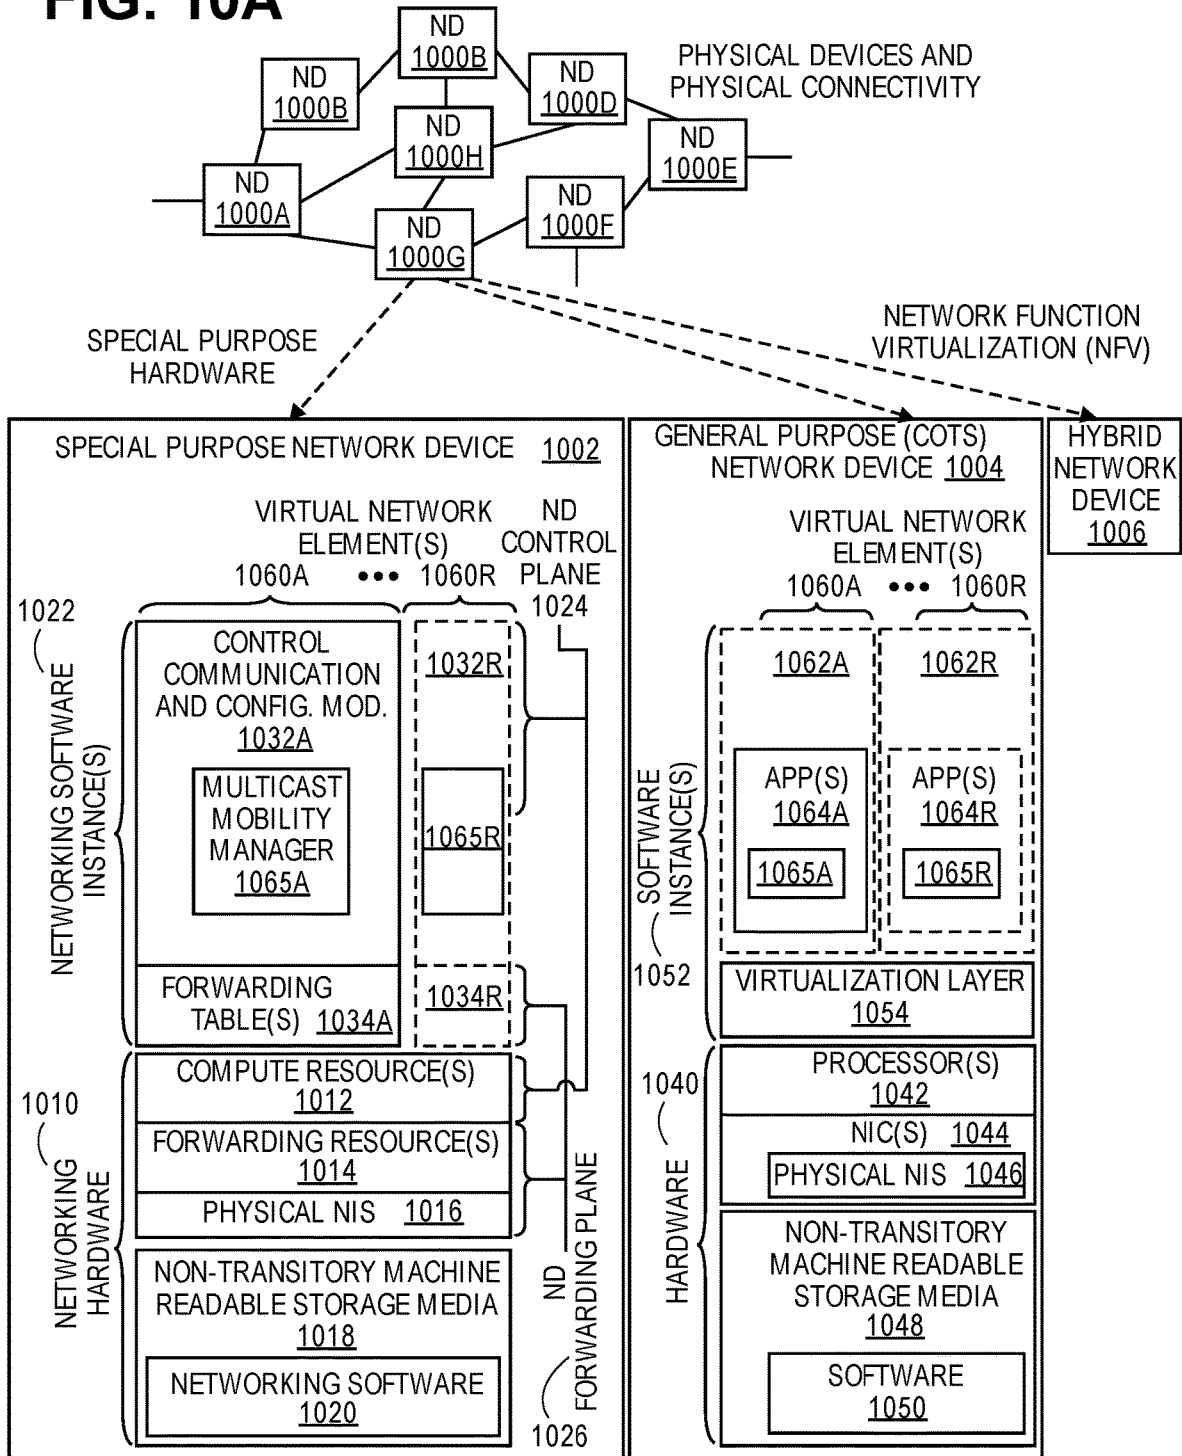 FIG. 10A
ND
1000B
ND
1000B
ND
1000D
PHYSICAL DEVICES AND
PHYSICAL CONNECTIVITY
ND
1000H
ND
1000E
ND
1000A
ND
1000F
ND
1000G
SPECIAL PURPOSE
HARDWARE
NETWORK FUNCTION
VIRTUALIZATION (NFV)
SPECIAL PURPOSE NETWORK DEVICE 1002
VIRTUAL NETWORK
ELEMENT(S)
1060A ••• 1060R
ND
CONTROL
PLANE
1024
1022
NETWORKING SOFTWARE
INSTANCE(S)
CONTROL
COMMUNICATION
AND CONFIG. MOD.
1032A
1032R
MULTICAST
MOBILITY
MANAGER
1065A
1065R
FORWARDING
TABLE(S) 1034A
1034R
1010
NETWORKING
HARDWARE
COMPUTE RESOURCE(S)
1012
FORWARDING RESOURCE(S)
1014
PHYSICAL NIS 1016
NON-TRANSITORY MACHINE
READABLE STORAGE MEDIA
1018
NETWORKING SOFTWARE
1020
ND
FORWARDING PLANE
1026
GENERAL PURPOSE (COTS)
NETWORK DEVICE 1004
VIRTUAL NETWORK
ELEMENT(S)
1060A ••• 1060R
SOFTWARE
INSTANCE(S)
1052
1062A
1062R
APP(S)
1064A
1065A
APP(S)
1064R
1065R
VIRTUALIZATION LAYER
1054
1040
HARDWARE
PROCESSOR(S)
1042
NIC(S) 1044
PHYSICAL NIS 1046
NON-TRANSITORY
MACHINE READABLE
STORAGE MEDIA
1048
SOFTWARE
1050
HYBRID
NETWORK
DEVICE
1006